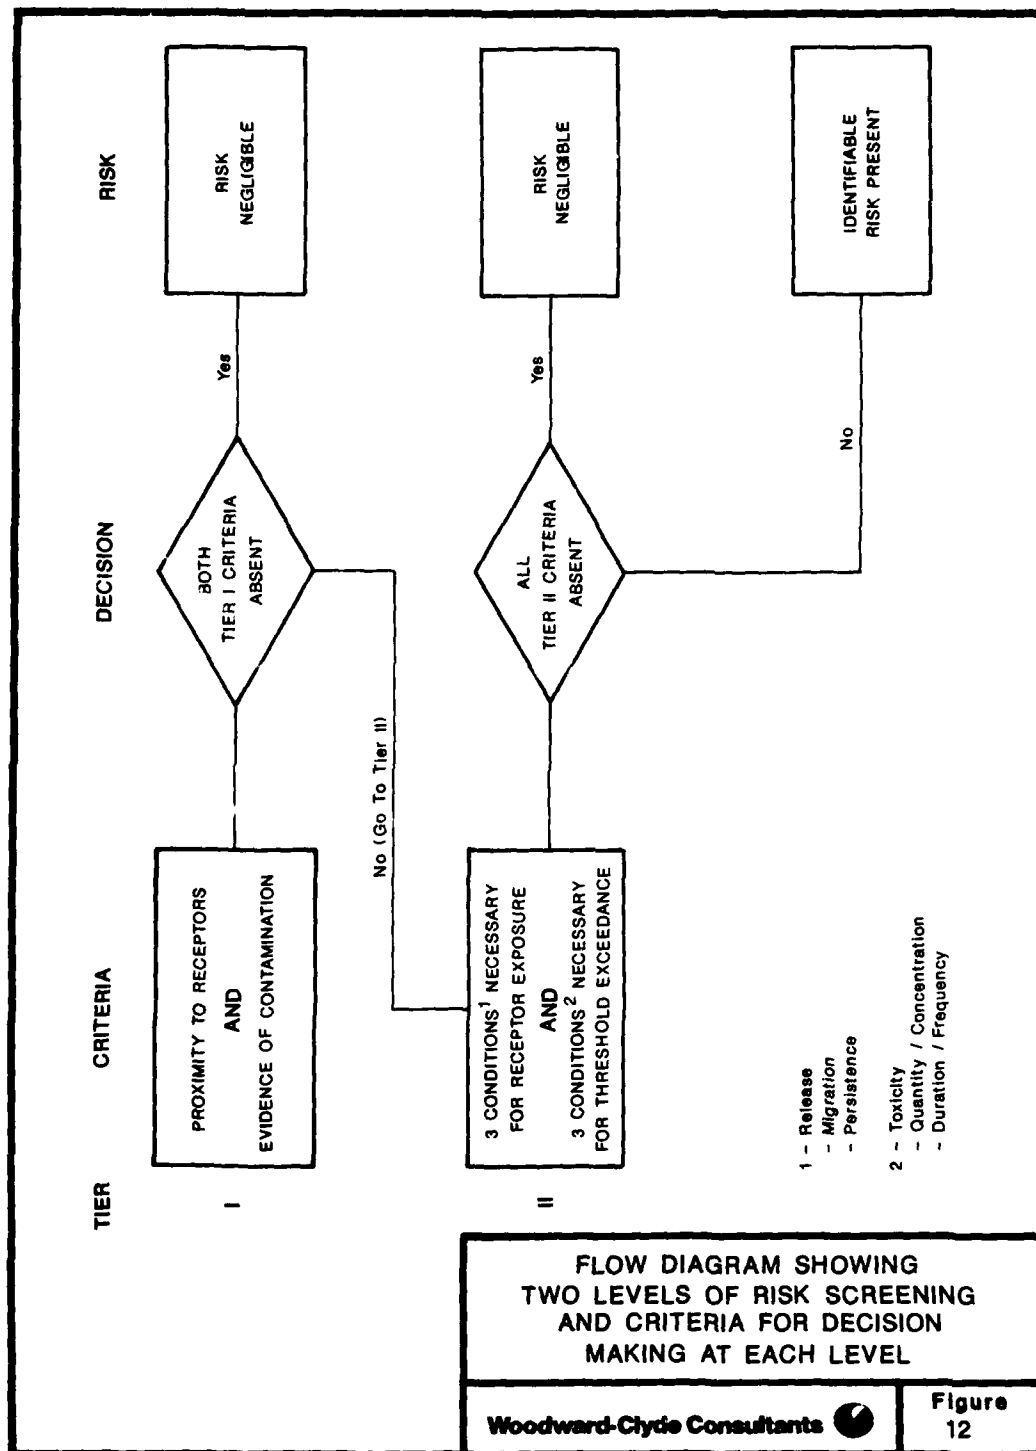 TIER
CRITERIA
DECISION
RISK
I
PROXIMITY TO RECEPTORS
AND
EVIDENCE OF CONTAMINATION
BOTH
TIER I CRITERIA
ABSENT
Yes
RISK
NEGLIGIBLE
No (Go To Tier II)
II
3 CONDITIONS¹ NECESSARY
FOR RECEPTOR EXPOSURE
AND
3 CONDITIONS² NECESSARY
FOR THRESHOLD EXCEEDANCE
ALL
TIER II CRITERIA
ABSENT
Yes
RISK
NEGLIGIBLE
No
IDENTIFIABLE
RISK PRESENT
1 - Release
- Migration
- Persistence
2 - Toxicity
- Quantity / Concentration
- Duration / Frequency
FLOW DIAGRAM SHOWING
TWO LEVELS OF RISK SCREENING
AND CRITERIA FOR DECISION
MAKING AT EACH LEVEL
Woodward-Clyde Consultants
Figure
12